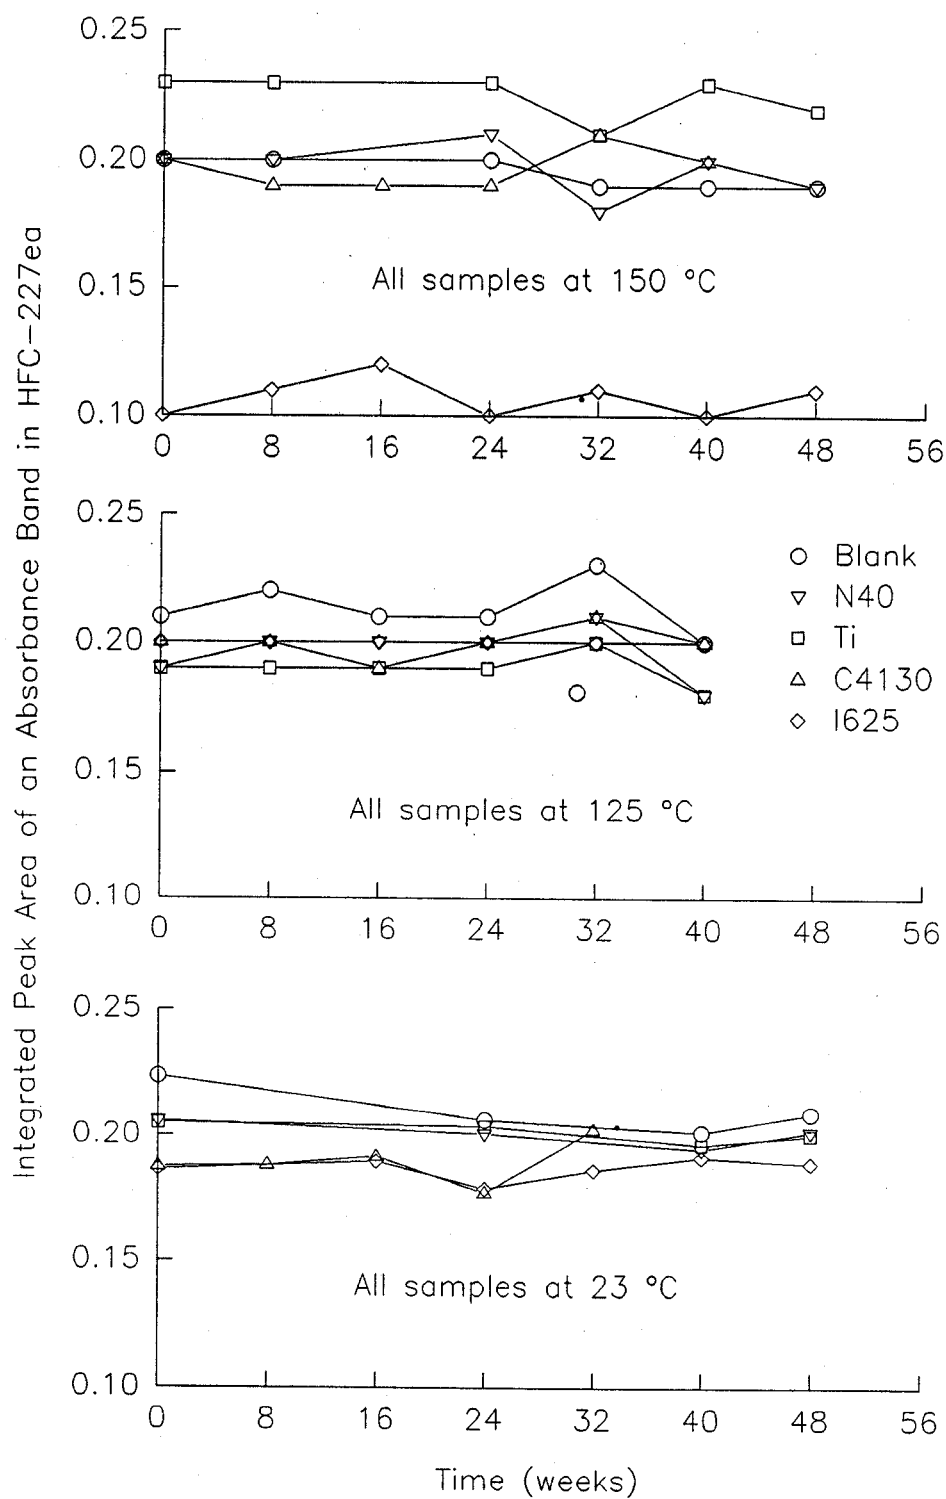 Integrated Peak Area of an Absorbance Band in HFC-227ea
0.25
0.20
0.15
0.10
All samples at 150 °C
0 8 16 24 32 40 48 56
0.25
0.20
0.15
0.10
Blank
N40
Ti
C4130
I625
All samples at 125 °C
0 8 16 24 32 40 48 56
0.25
0.20
0.15
0.10
All samples at 23 °C
0 8 16 24 32 40 48 56
Time (weeks)